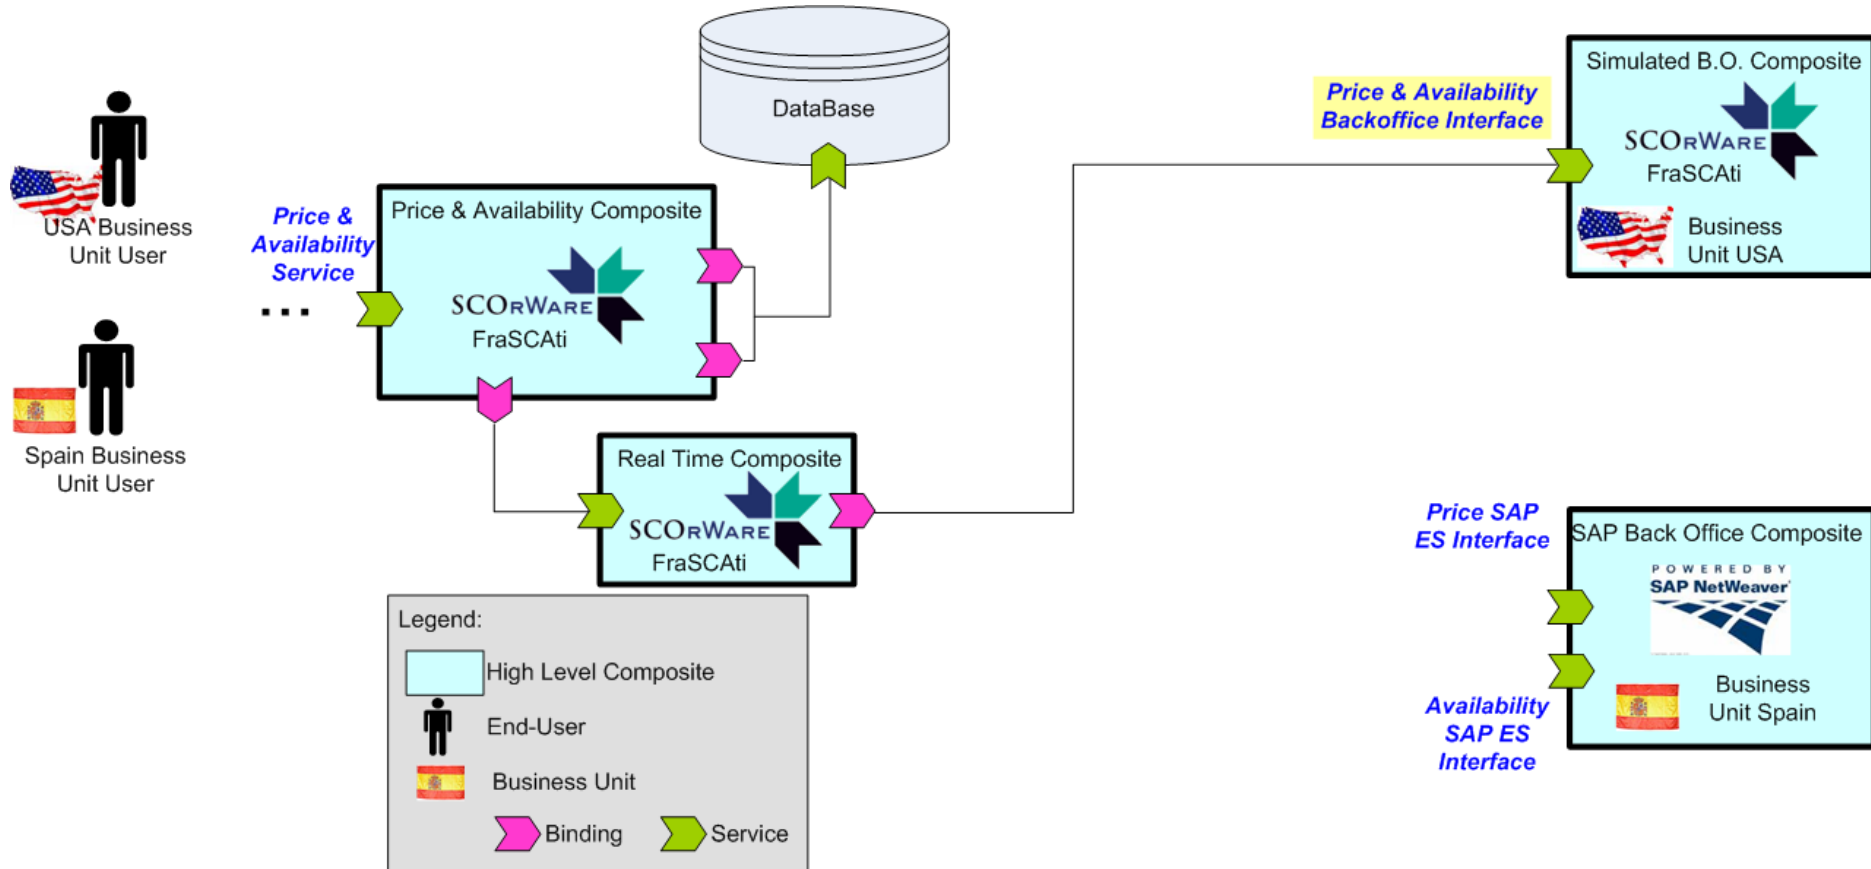 DataBase
Simulated B.O. Composite
Price & Availability
Backoffice Interface
SCORWARE
FraSCAti
Business
Unit USA
USA Business
Unit User
Price &
Availability
Service
...
Price & Availability Composite
SCORWARE
FraSCAti
Spain Business
Unit User
Real Time Composite
SCORWARE
FraSCAti
Price SAP
ES Interface
SAP Back Office Composite
POWERED BY
SAP NetWeaver
Business
Unit Spain
Availability
SAP ES
Interface
Legend:
High Level Composite
End-User
Business Unit
Binding
Service